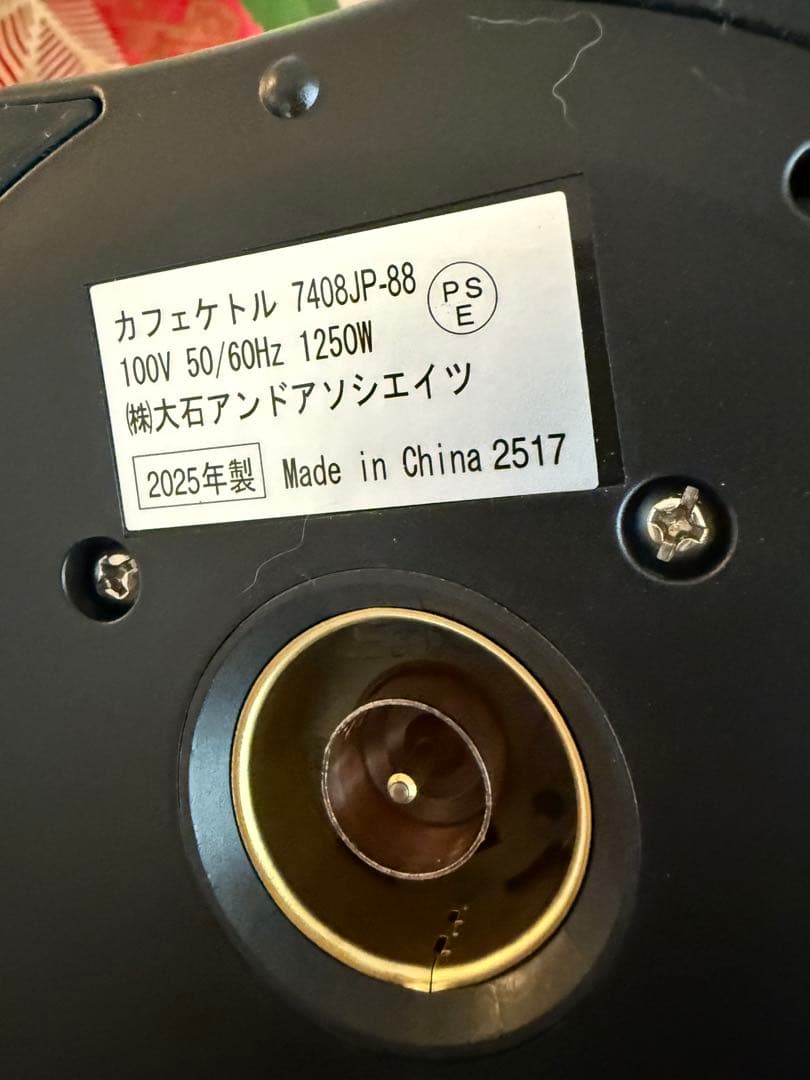 カフェケトル 7408JP-88
PS
E
100V 50/60Hz 1250W
㈱大石アンドアソシエイツ
2025年製 Made in China 2517